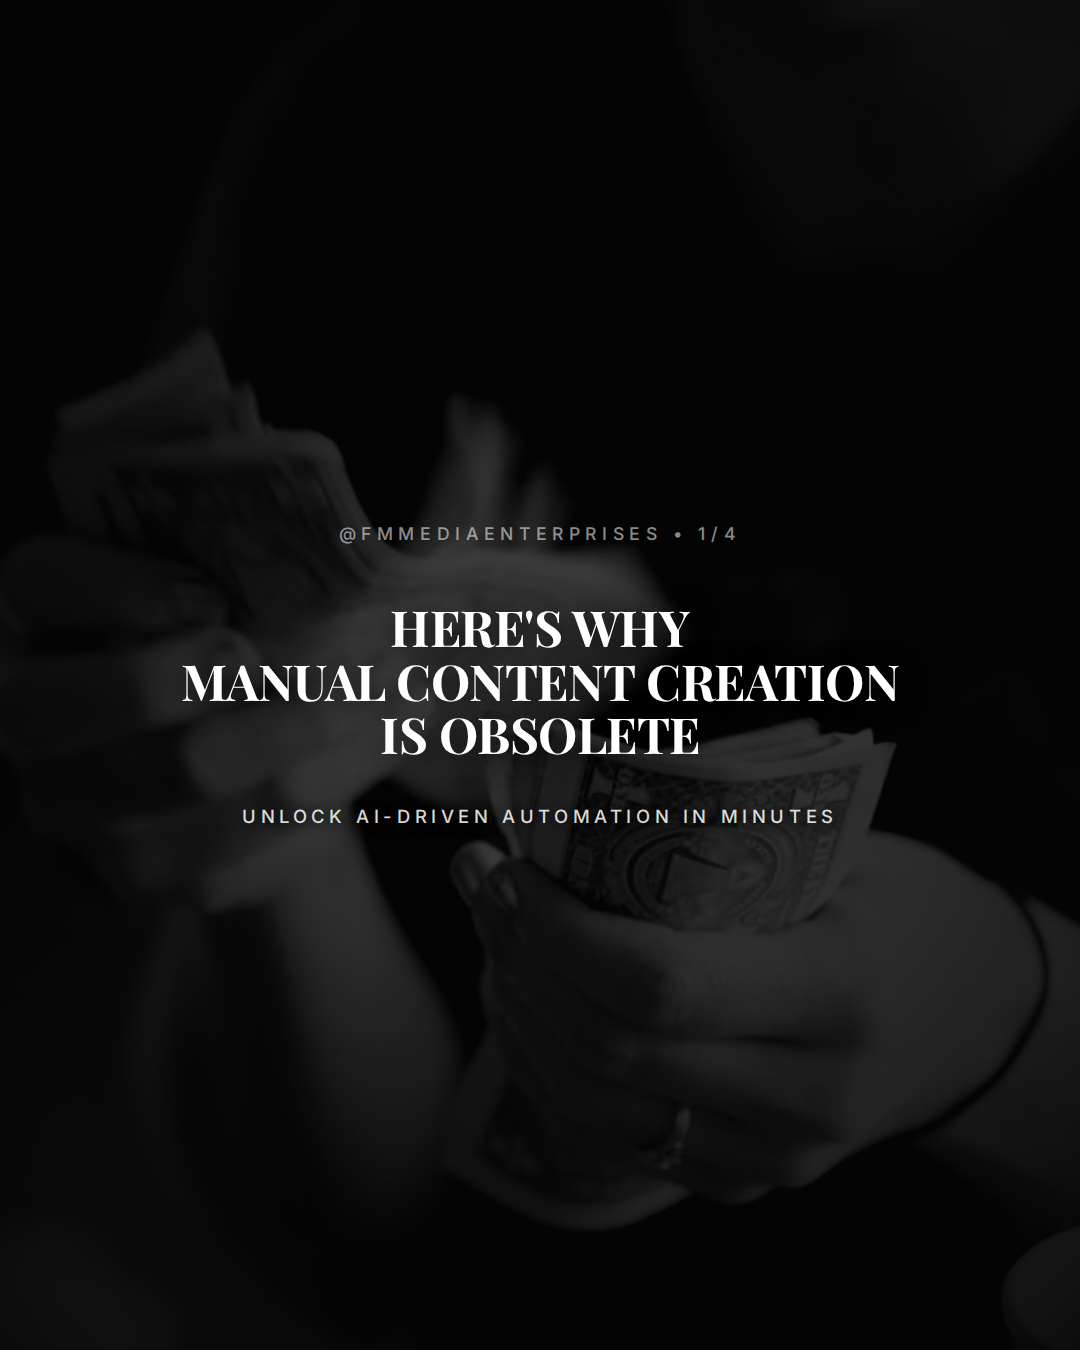 @FMMEDIAENTERPRISES • 1/4
HERE'S WHY
MANUAL CONTENT CREATION
IS OBSOLETE
UNLOCK AI-DRIVEN AUTOMATION IN MINUTES